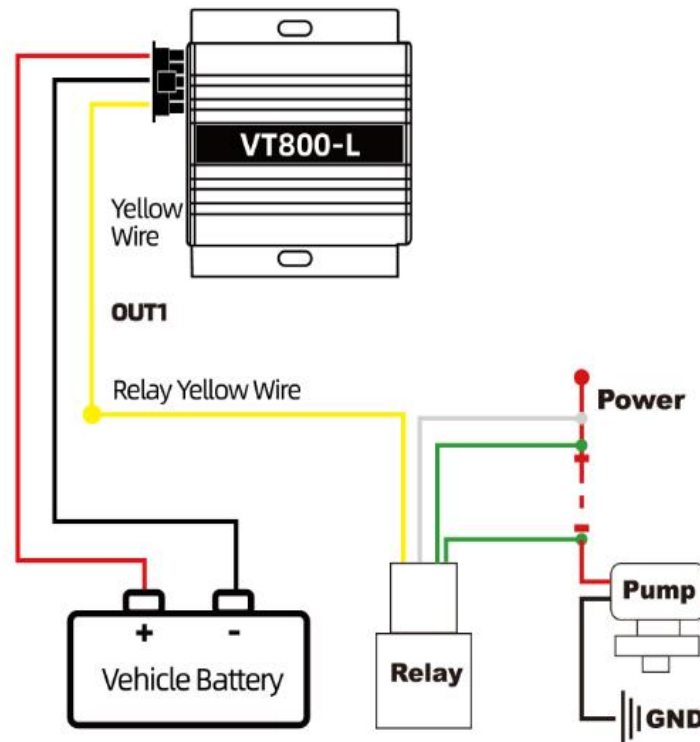 VT800-L
Yellow
Wire
OUT1
Relay Yellow Wire
Power
+ -
Vehicle Battery
Relay
Pump
GND